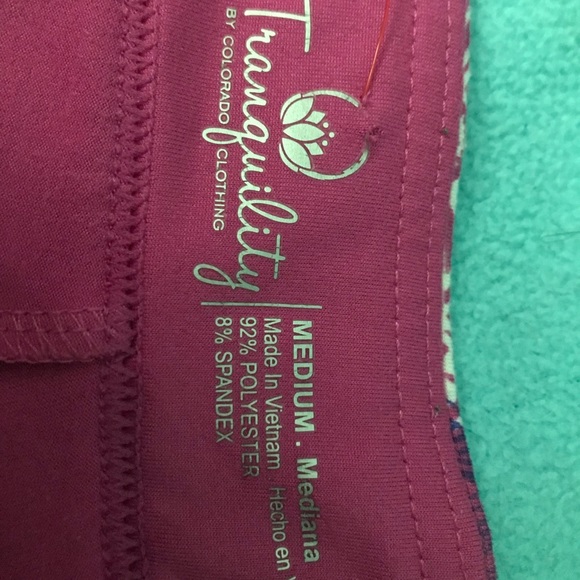 Tranquility
BY COLORADO CLOTHING
MEDIUM . Mediana
Made In Vietnam Hecho en
92% POLYESTER
8% SPANDEX